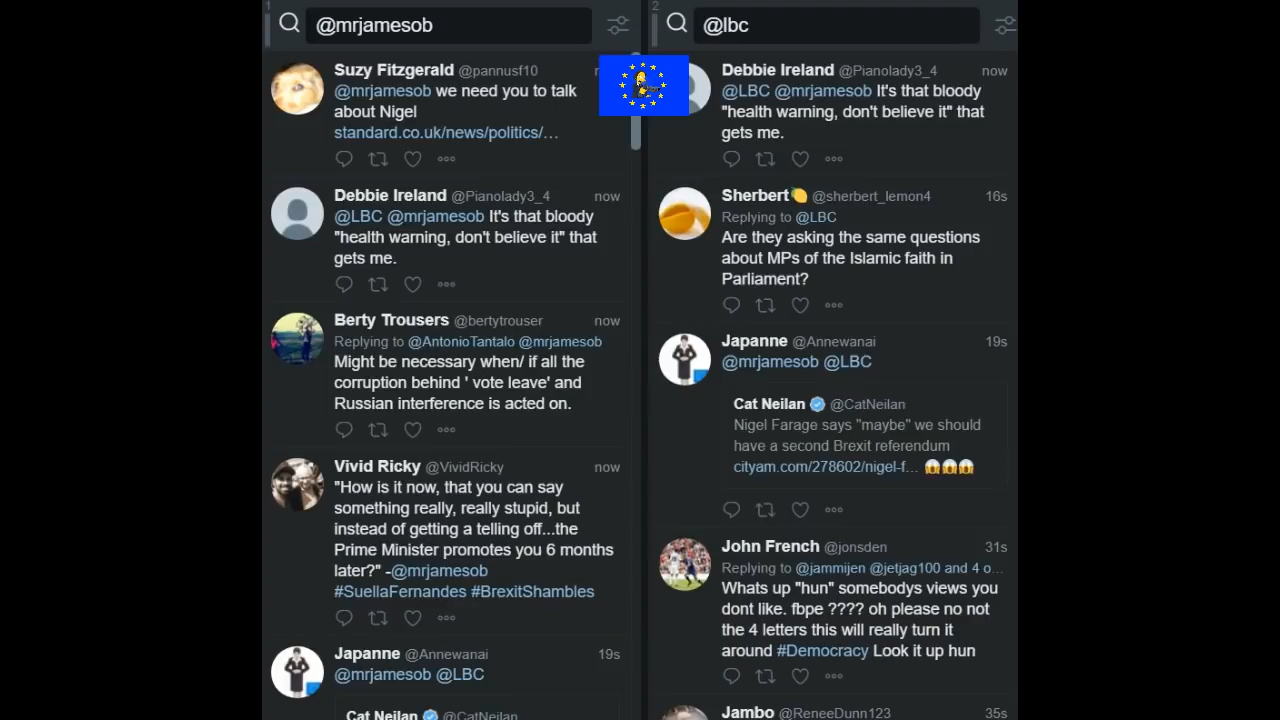 1
@mrjamesob
Suzy Fitzgerald @pannusf10
@mrjamesob we need you to talk
about Nigel
standard.co.uk/news/politics/…
Debbie Ireland @Pianolady3_4 now
@LBC @mrjamesob It's that bloody
"health warning, don't believe it" that
gets me.
Berty Trousers @bertytrouser now
Replying to @AntonioTantalo @mrjamesob
Might be necessary when/ if all the
corruption behind ' vote leave' and
Russian interference is acted on.
Vivid Ricky @VividRicky now
"How is it now, that you can say
something really, really stupid, but
instead of getting a telling off...the
Prime Minister promotes you 6 months
later?" -@mrjamesob
#SuellaFernandes #BrexitShambles
Japanne @Annewanai 19s
@mrjamesob @LBC
Cat Neilan @CatNeilan
2
@lbc
Debbie Ireland @Pianolady3_4 now
@LBC @mrjamesob It's that bloody
"health warning, don't believe it" that
gets me.
Sherbert🍋 @sherbert_lemon4 16s
Replying to @LBC
Are they asking the same questions
about MPs of the Islamic faith in
Parliament?
Japanne @Annewanai 19s
@mrjamesob @LBC
Cat Neilan @CatNeilan
Nigel Farage says "maybe" we should
have a second Brexit referendum
cityam.com/278602/nigel-f... 😱😱😱
John French @jonsden 31s
Replying to @jammijen @jetjag100 and 4 o…
Whats up "hun" somebodys views you
dont like. fbpe ???? oh please no not
the 4 letters this will really turn it
around #Democracy Look it up hun
Jambo @ReneeDunn123 35s